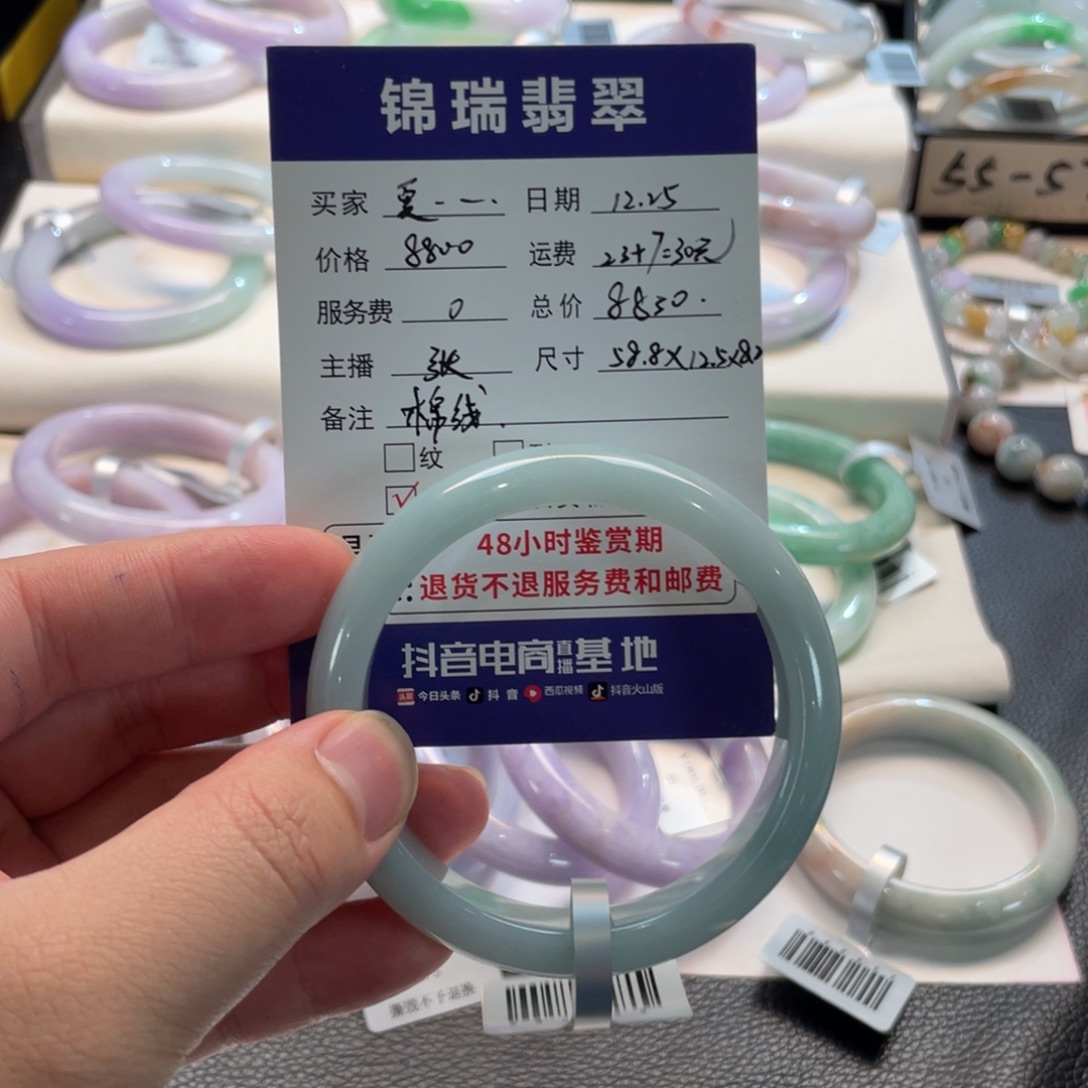 锦瑞翡翠
买家 夏一一. 日期 12.25
价格 8800 运费 23+7=30元
服务费 0 总价 8830.
主播 张 尺寸 58.8X12.5x8.2
备注 棉线.
纹
48小时鉴赏期
退货不退服务费和邮费
抖音电商直播基地
头条 今日头条 抖音 西瓜视频 抖音火山版
55-57